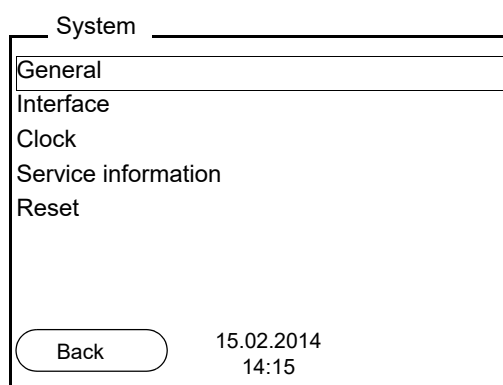 System
General
Interface
Clock
Service information
Reset
Back
15.02.2014
14:15